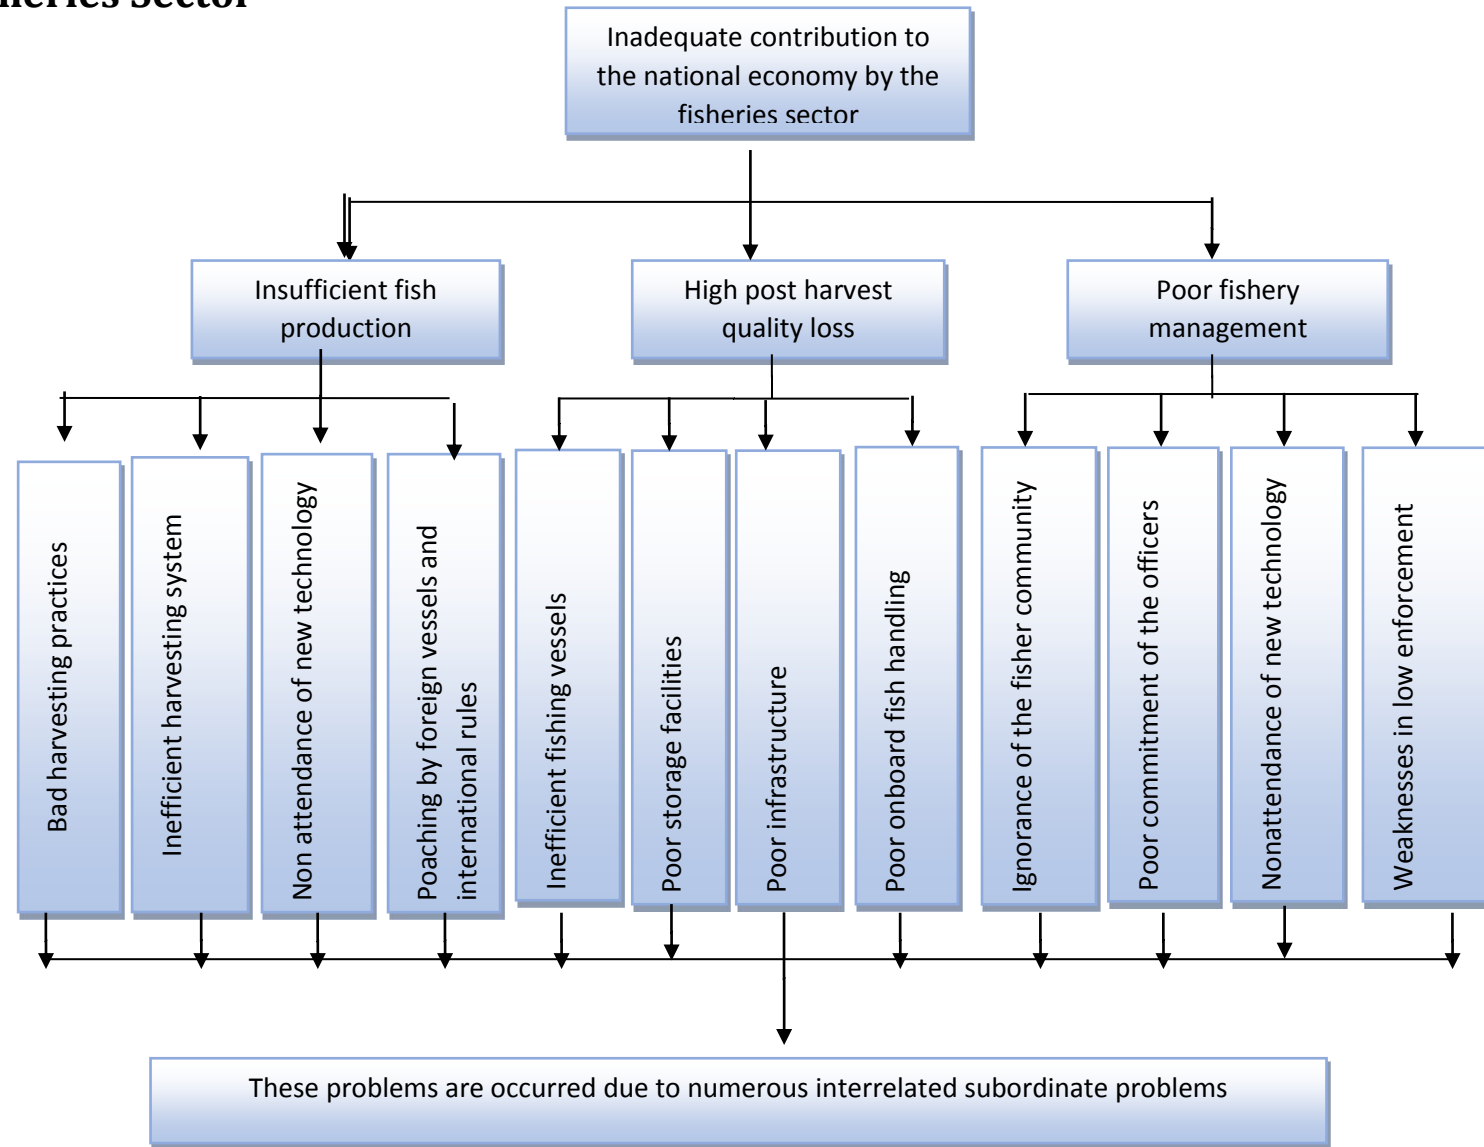 heries Sector
Inadequate contribution to
the national economy by the
fisheries sector
Insufficient fish
production
High post harvest
quality loss
Poor fishery
management
Bad harvesting practices
Inefficient harvesting system
Non attendance of new technology
Poaching by foreign vessels and
international rules
Inefficient fishing vessels
Poor storage facilities
Poor infrastructure
Poor onboard fish handling
Ignorance of the fisher community
Poor commitment of the officers
Nonattendance of new technology
Weaknesses in low enforcement
These problems are occurred due to numerous interrelated subordinate problems